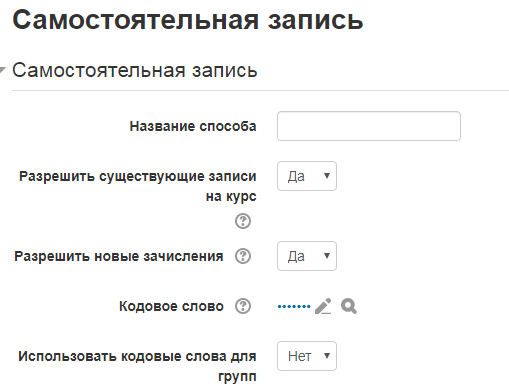 Самостоятельная запись
Самостоятельная запись
Название способа
Разрешить существующие записи Да
на курс
Разрешить новые зачисления Да
Кодовое слово •••••••
Использовать кодовые слова для Нет
групп